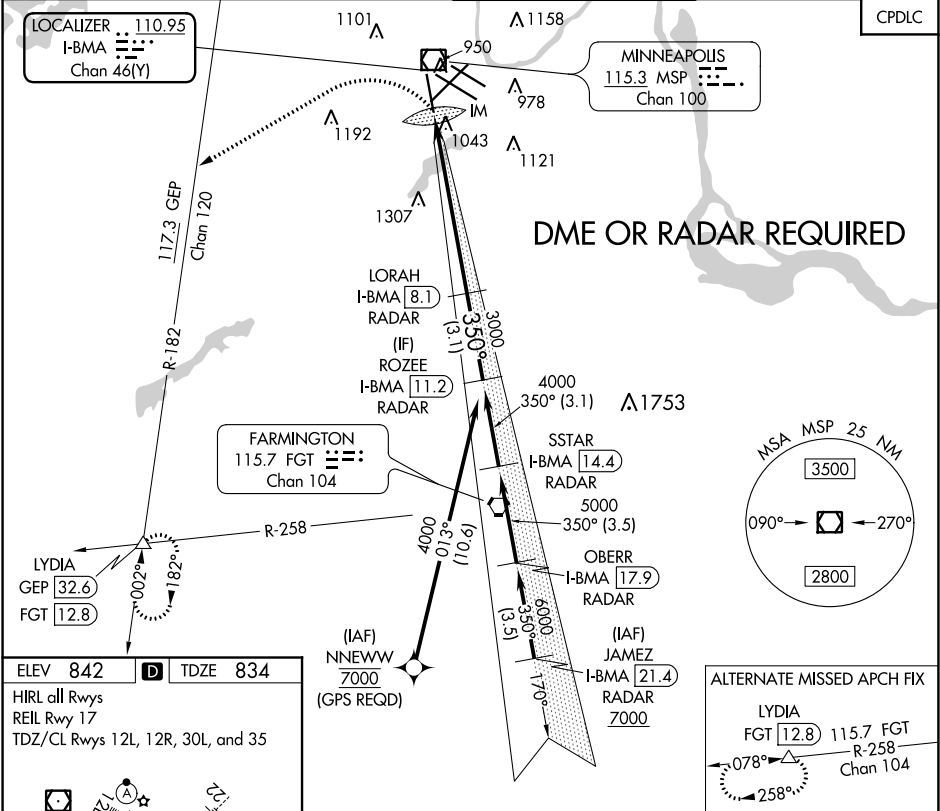 LOCALIZER 110.95
I-BMA
Chan 46(Y)
1101
1158
CPDLC
950
MINNEAPOLIS
115.3 MSP
Chan 100
978
IM
1192
1043
1121
117.3 GEP
Chan 120
1307
DME OR RADAR REQUIRED
R-182
LORAH
I-BMA 8.1
RADAR
3000
350°
(3.1)
(IF)
ROZEE
I-BMA 11.2
RADAR
4000
350° (3.1)
1753
FARMINGTON
115.7 FGT
Chan 104
SSTAR
I-BMA 14.4
RADAR
MSA MSP 25 NM
3500
090°
270°
2800
5000
350° (3.5)
R-258
4000
013°
(10.6)
OBERR
I-BMA 17.9
RADAR
LYDIA
GEP 32.6
FGT 12.8
002°
182°
6000
350°
(3.5)
(IAF)
NNEWW
7000
(GPS REQD)
(IAF)
JAMEZ
I-BMA 21.4
RADAR
7000
170°
ELEV 842 D TDZE 834
HIRL all Rwys
REIL Rwy 17
TDZ/CL Rwys 12L, 12R, 30L, and 35
A
12L
22
ALTERNATE MISSED APCH FIX
LYDIA
FGT 12.8 115.7 FGT
R-258
Chan 104
078°
258°